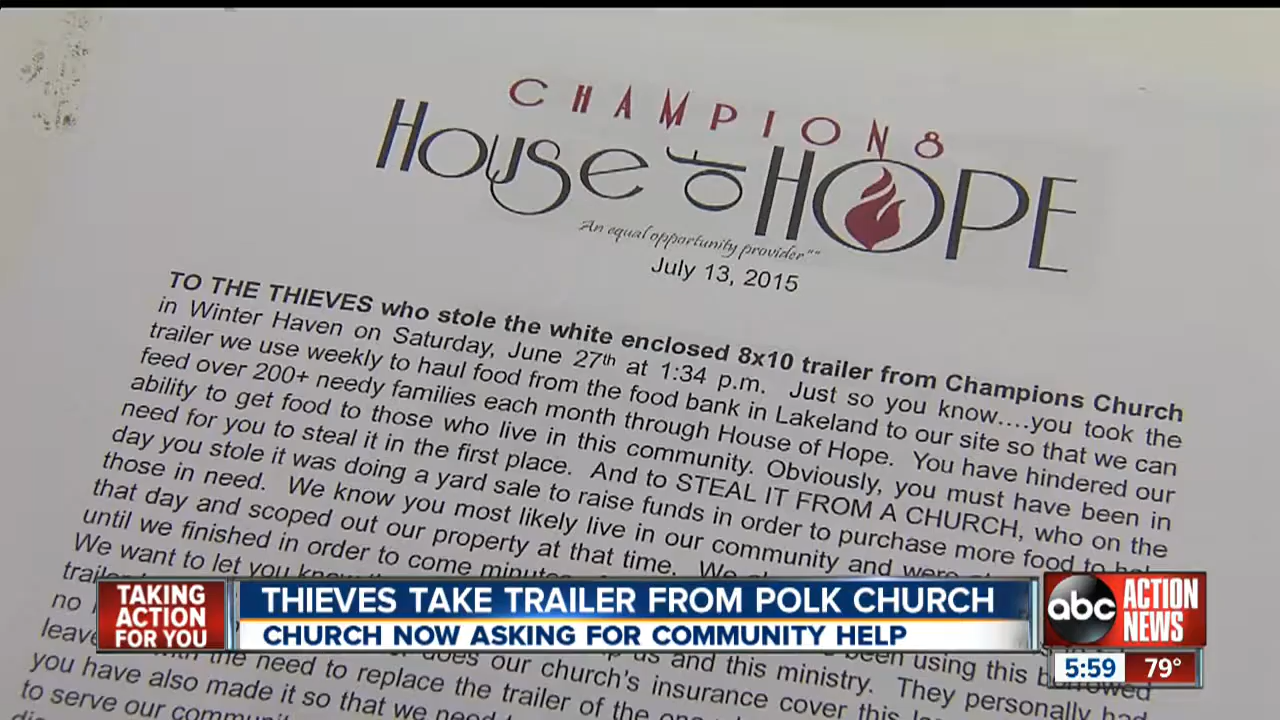 CHAMPIONS
House of HOPE
An equal opportunity provider""
July 13, 2015
TO THE THIEVES who stole the white enclosed 8x10 trailer from Champions Church
in Winter Haven on Saturday, June 27th at 1:34 p.m. Just so you know....you took the
trailer we use weekly to haul food from the food bank in Lakeland to our site so that we can
feed over 200+ needy families each month through House of Hope. You have hindered our
ability to get food to those who live in this community. Obviously, you must have been in
need for you to steal it in the first place. And to STEAL IT FROM A CHURCH, who on the
day you stole it was doing a yard sale to raise funds in order to purchase more food to
those in need. We know you most likely live in our community and were
that day and scoped out our property at that time. We
until we finished in order to come minutes
We want to let you know
trailer been using this borrowed
no us and this ministry. They personally had
leave with the need to replace the trailer does our church's insurance cover this
you have also made it so that we need of the
to serve our
TAKING
ACTION
FOR YOU
THIEVES TAKE TRAILER FROM POLK CHURCH
CHURCH NOW ASKING FOR COMMUNITY HELP
abc
ACTION
NEWS
5:59 79°